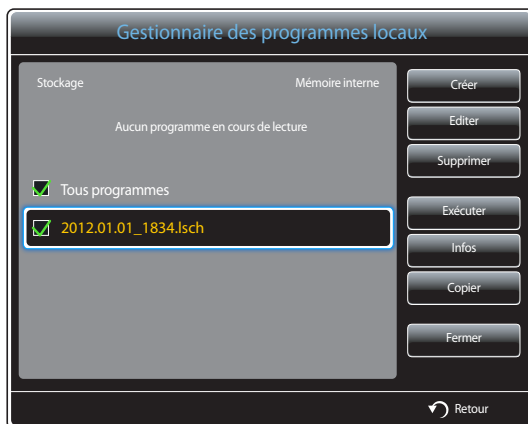 Gestionnaire des programmes locaux
Stockage Mémoire interne
Aucun programme en cours de lecture
Tous programmes
2012.01.01_1834.lsch
Créer
Editer
Supprimer
Exécuter
Infos
Copier
Fermer
Retour